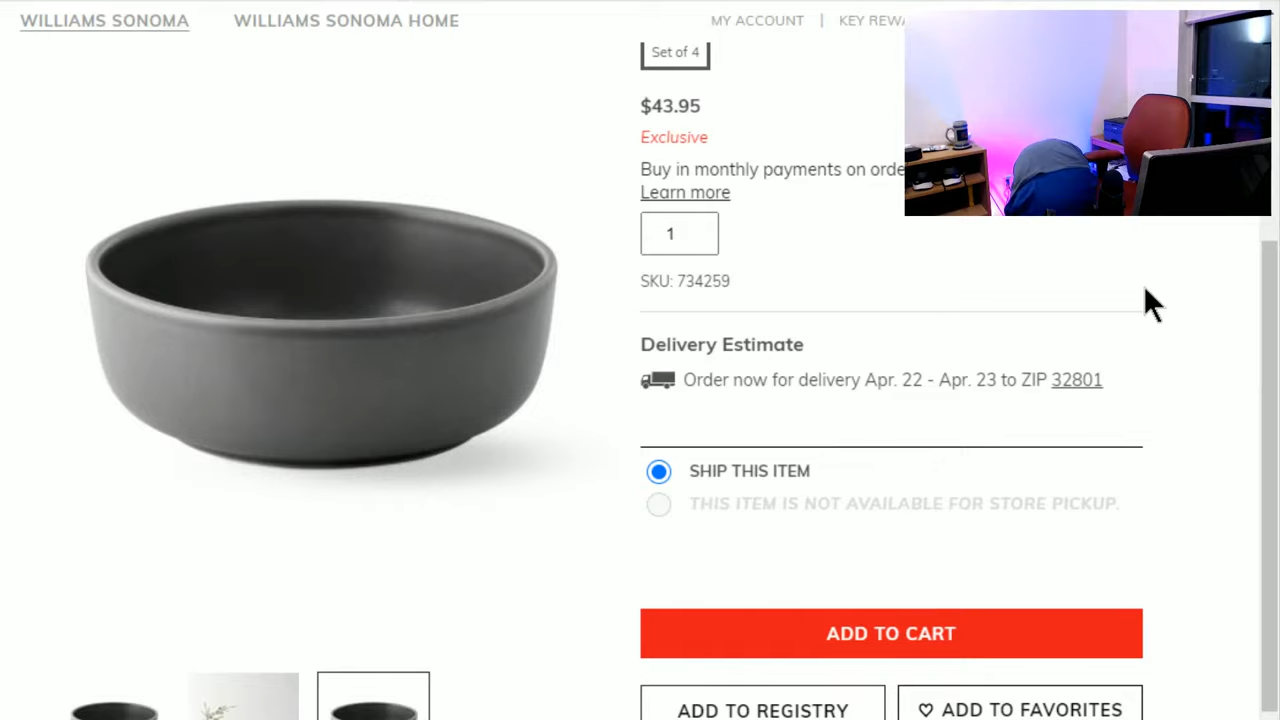 WILLIAMS SONOMA WILLIAMS SONOMA HOME MY ACCOUNT | KEY
Set of 4
$43.95
Exclusive
Buy in monthly payments on
Learn more
1
SKU: 734259
Delivery Estimate
Order now for delivery Apr. 22 - Apr. 23 to ZIP 32801
SHIP THIS ITEM
THIS ITEM IS NOT AVAILABLE FOR STORE PICKUP.
ADD TO CART
ADD TO REGISTRY ADD TO FAVORITES